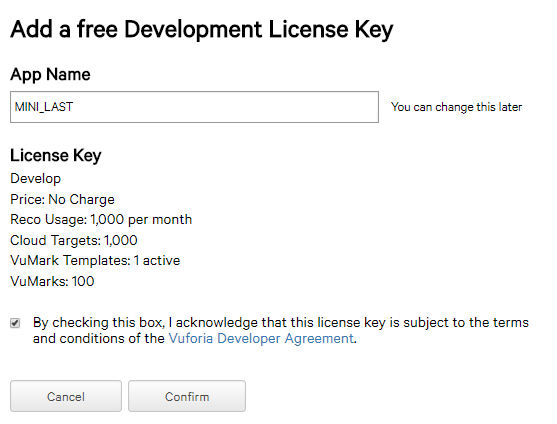 Add a free Development License Key
App Name
MINI_LAST
You can change this later
License Key
Develop
Price: No Charge
Reco Usage: 1,000 per month
Cloud Targets: 1,000
VuMark Templates: 1 active
VuMarks: 100
By checking this box, I acknowledge that this license key is subject to the terms
and conditions of the Vuforia Developer Agreement.
Cancel
Confirm